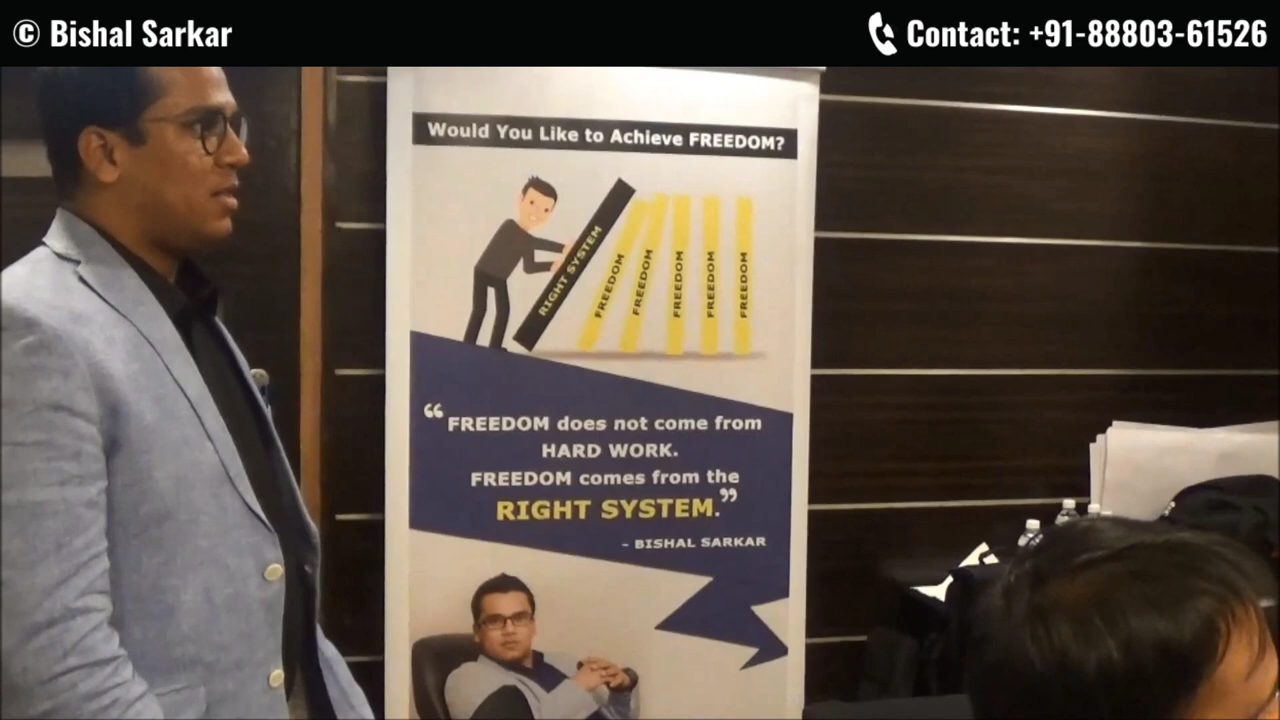 © Bishal Sarkar
Contact: +91-88803-61526
Would You Like to Achieve FREEDOM?
RIGHT SYSTEM
FREEDOM
FREEDOM
FREEDOM
FREEDOM
FREEDOM
“FREEDOM does not come from
HARD WORK.
FREEDOM comes from the
RIGHT SYSTEM.”
- BISHAL SARKAR